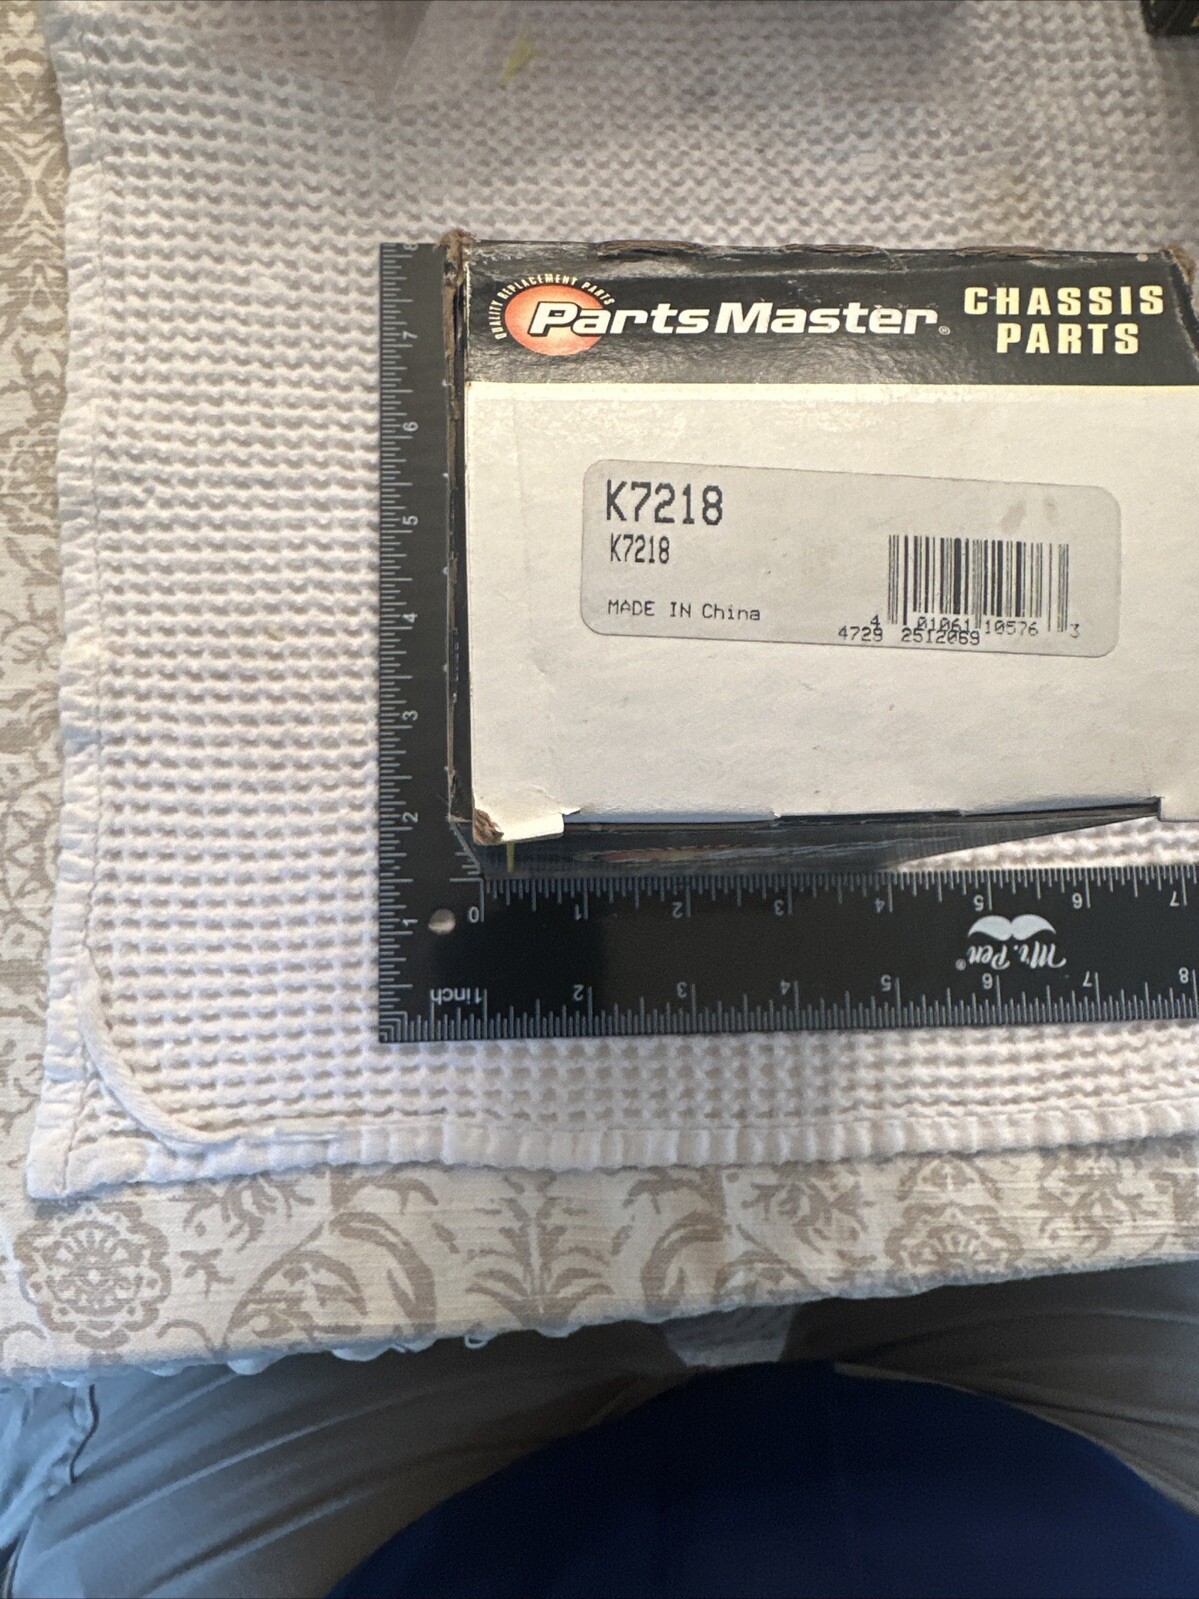 QUALITY REPLACEMENT PARTS
PartsMaster®
CHASSIS
PARTS
K7218
K7218
MADE IN China
4 01061 10576 3
4729 2512069
8
7
6
5
4
3
2
1
0 1 2 3 4 5 6 7
Mr. Pen®
1inch 2 3 4 5 6 7 8